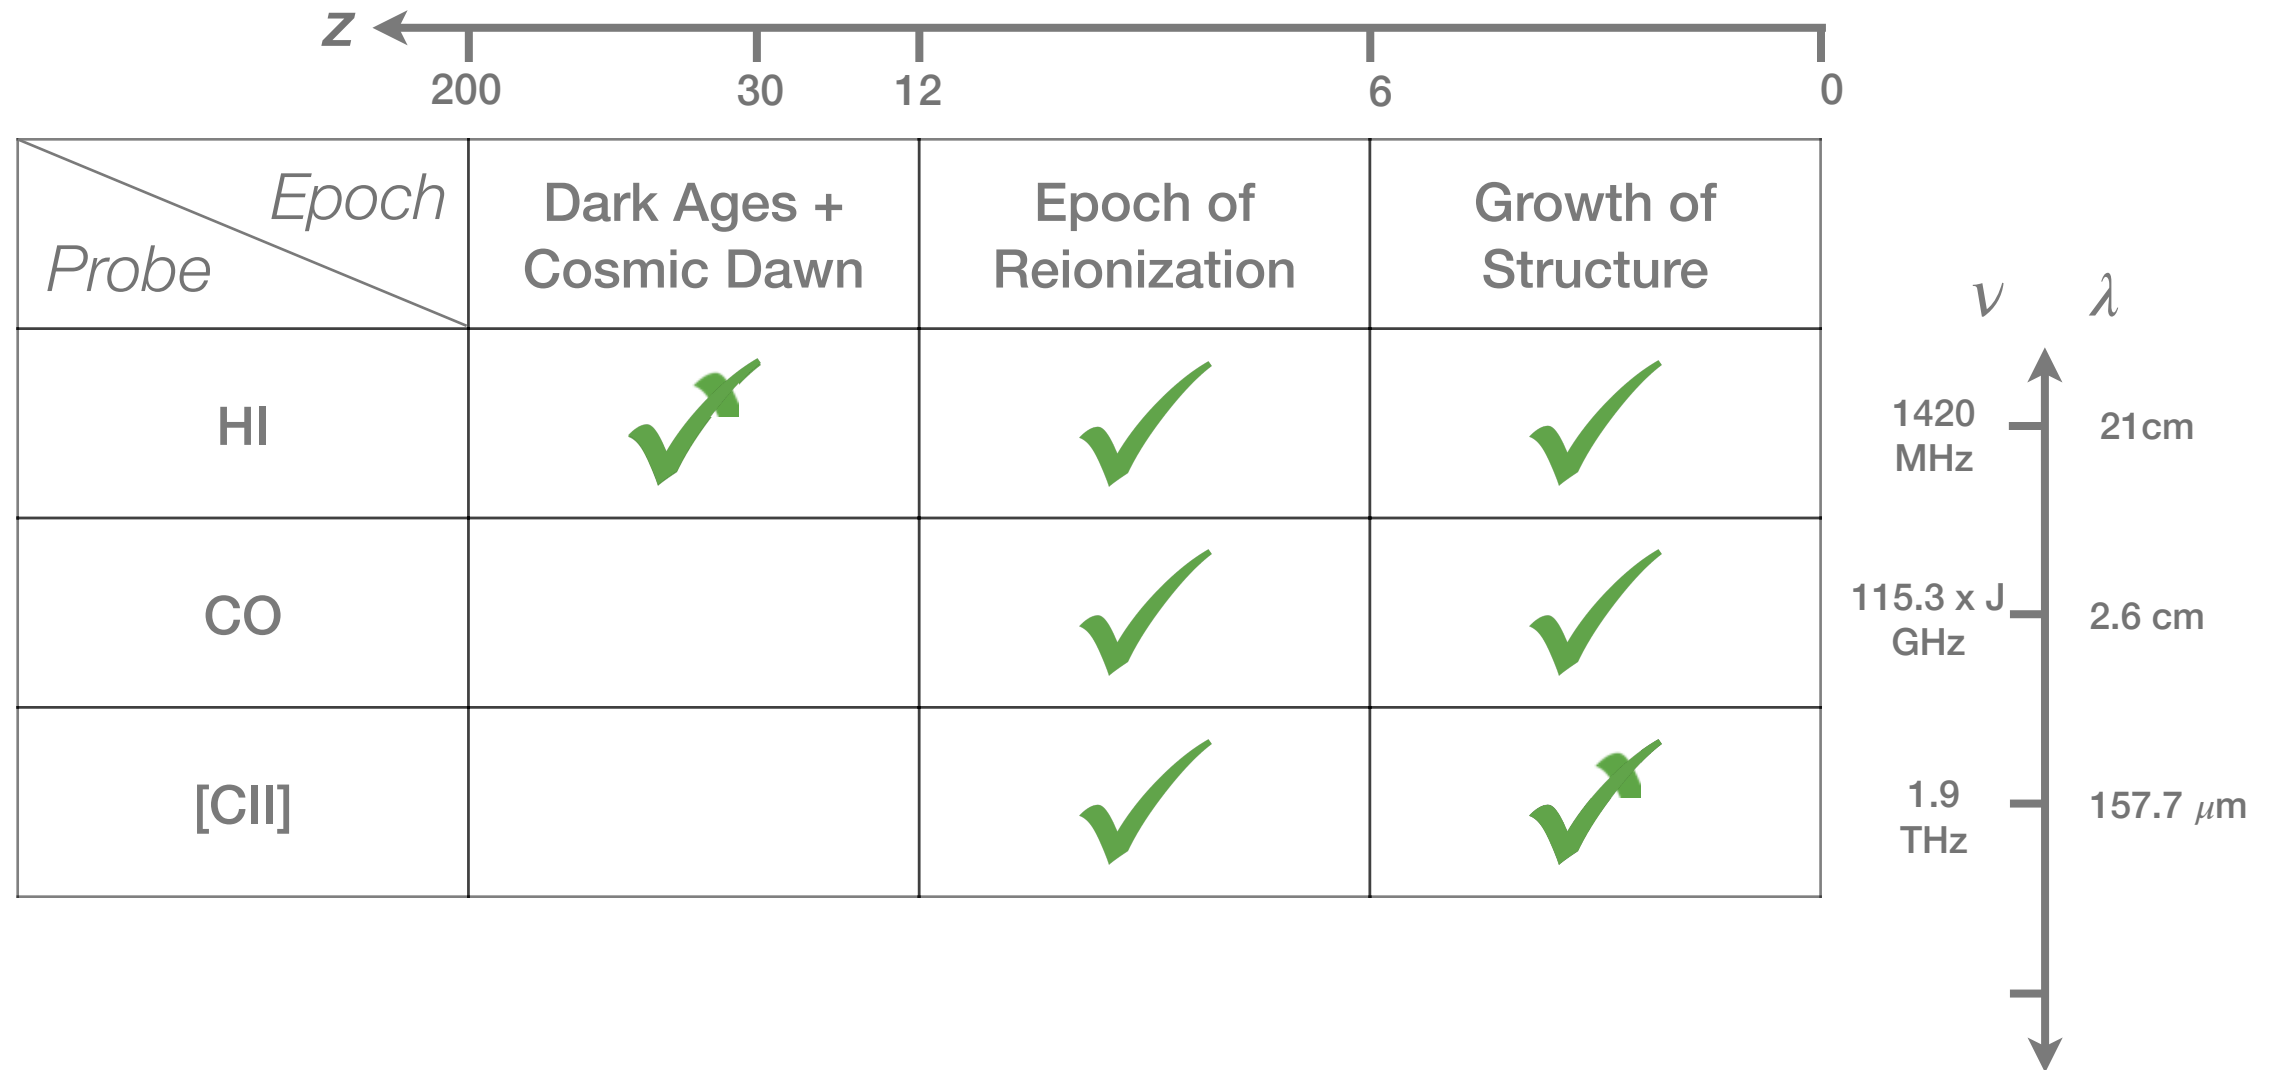 z
200 30 12 6 0
Epoch
Probe
Dark Ages +
Cosmic Dawn
Epoch of
Reionization
Growth of
Structure
ν λ
HI
1420
MHz
21cm
CO
115.3 x J
GHz
2.6 cm
[CII]
1.9
THz
157.7 μm